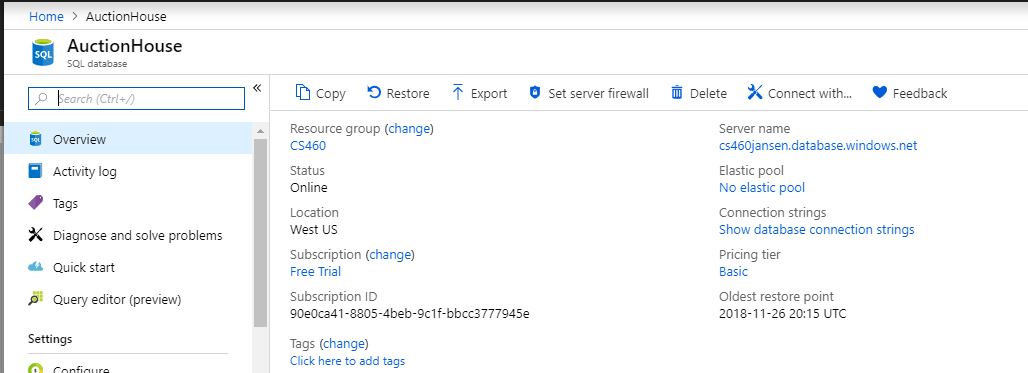 Home > AuctionHouse
SQL
AuctionHouse
SQL database
Search (Ctrl+/)
«
SQL Overview
Activity log
Tags
Diagnose and solve problems
Quick start
Query editor (preview)
Settings
Configure
Copy Restore Export Set server firewall Delete Connect with... Feedback
Resource group (change)
CS460
Status
Online
Location
West US
Subscription (change)
Free Trial
Subscription ID
90e0ca41-8805-4beb-9c1f-bbcc3777945e
Tags (change)
Click here to add tags
Server name
cs460jansen.database.windows.net
Elastic pool
No elastic pool
Connection strings
Show database connection strings
Pricing tier
Basic
Oldest restore point
2018-11-26 20:15 UTC